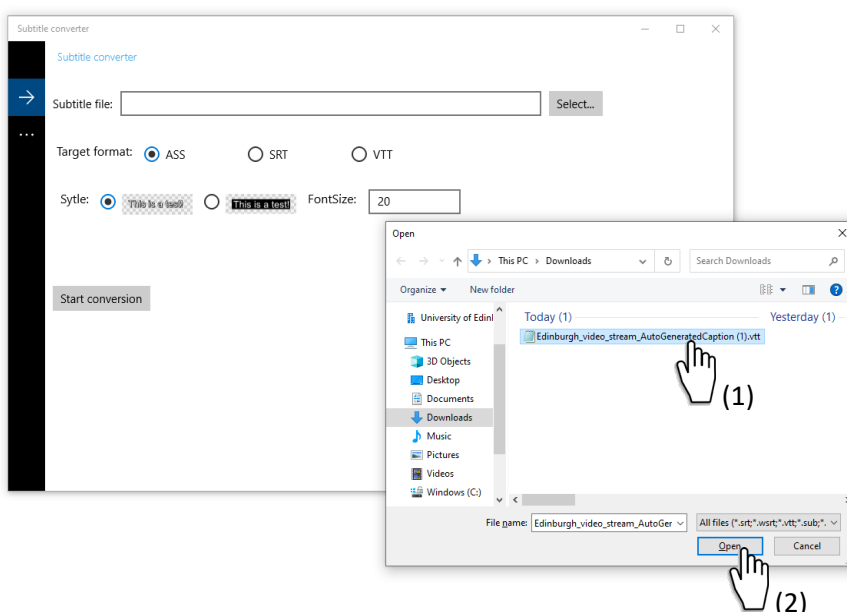 Subtitle converter
Subtitle converter
Subtitle file:
Select...
Target format: ASS SRT VTT
Sytle: This is a test! This is a test! FontSize: 20
Start conversion
Open
This PC > Downloads
Search Downloads
Organize
New folder
University of Edinl
This PC
3D Objects
Desktop
Documents
Downloads
Music
Pictures
Videos
Windows (C:)
Today (1)
Yesterday (1)
Edinburgh_video_stream_AutoGeneratedCaption (1).vtt
(1)
File name: Edinburgh_video_stream_AutoGer
All files (*.srt;*.wsrt;*.vtt;*.sub;*.
Open
Cancel
(2)